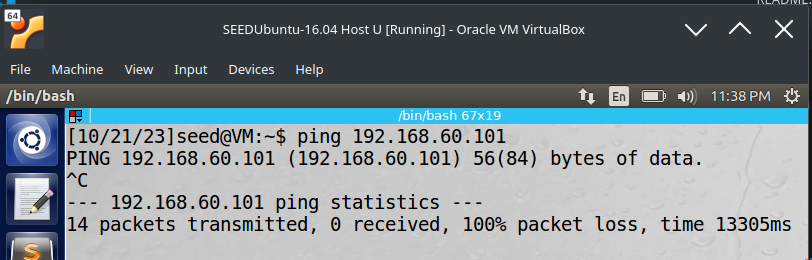 64
SEEDUbuntu-16.04 Host U [Running] - Oracle VM VirtualBox
File Machine View Input Devices Help
/bin/bash En 11:38 PM
/bin/bash 67x19
[10/21/23]seed@VM:~$ ping 192.168.60.101
PING 192.168.60.101 (192.168.60.101) 56(84) bytes of data.
^C
--- 192.168.60.101 ping statistics ---
14 packets transmitted, 0 received, 100% packet loss, time 13305ms